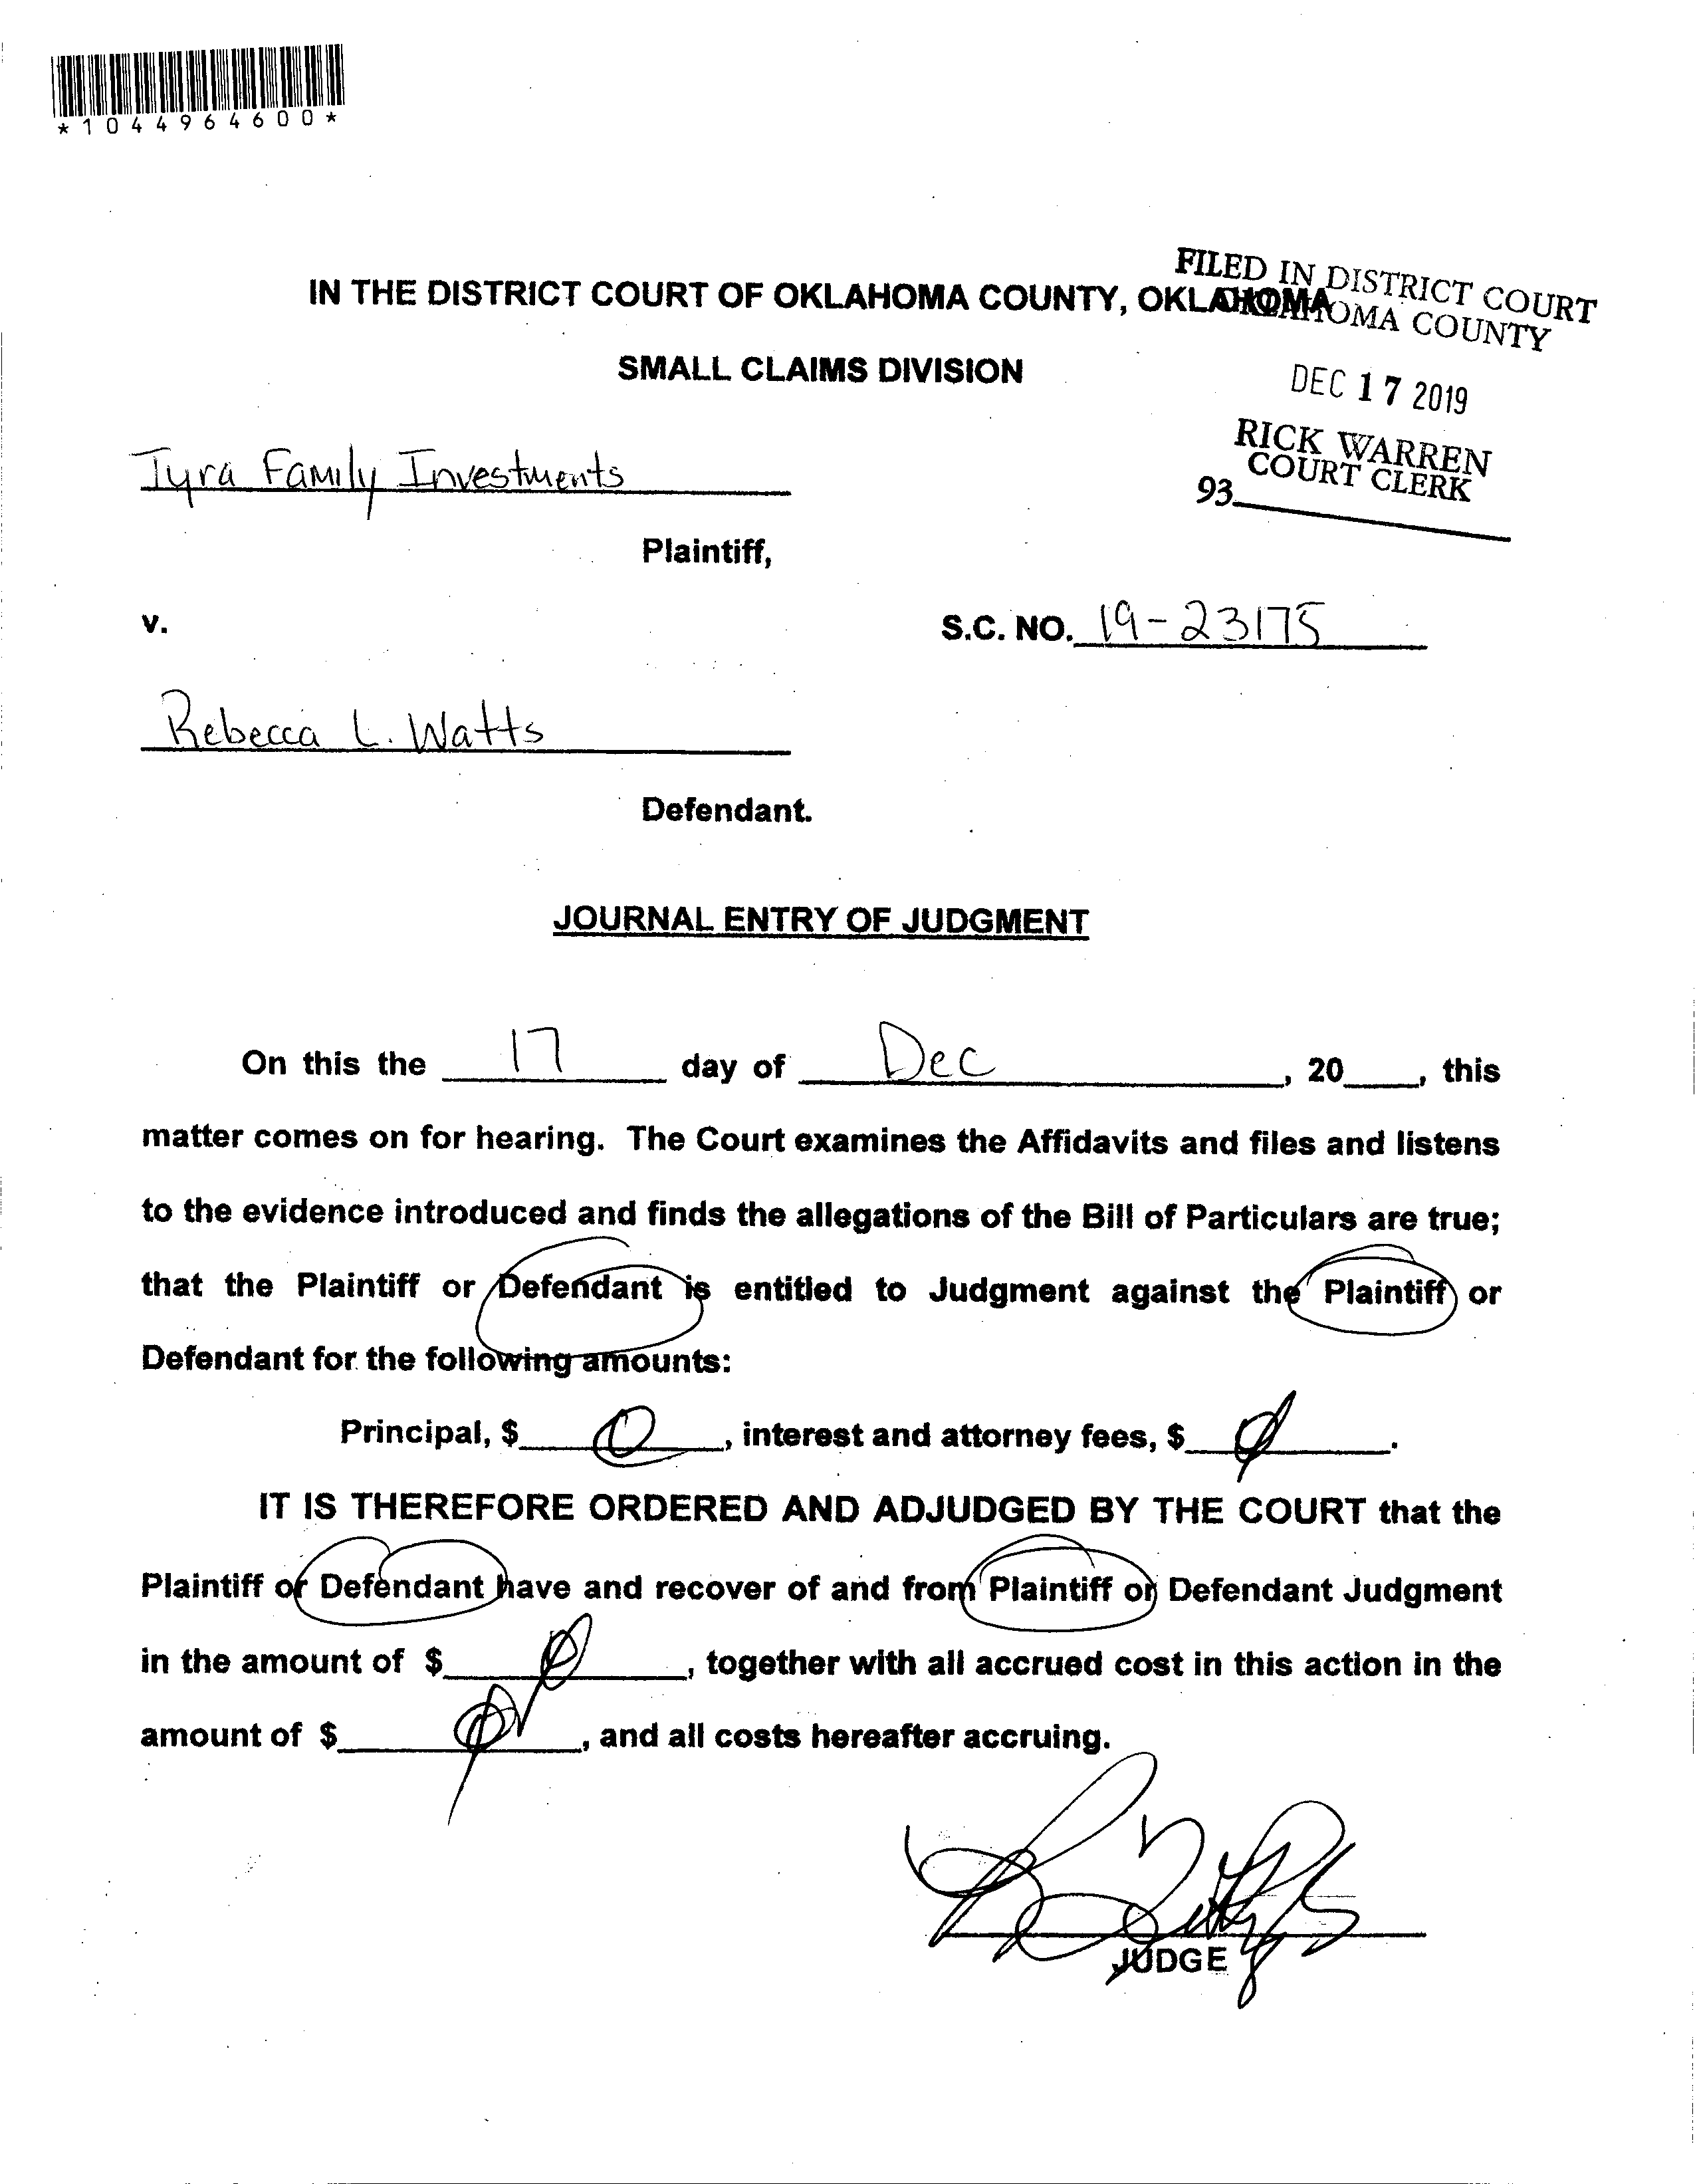 *1044964600*
FILED IN DISTRICT COURT
OKLAHOMA COUNTY
IN THE DISTRICT COURT OF OKLAHOMA COUNTY, OKLAHOMA
SMALL CLAIMS DIVISION
DEC 17 2019
RICK WARREN
COURT CLERK
93
Tyra Family Investments
Plaintiff,
v.
S.C. NO. 19-23175
Rebecca L. Watts
Defendant.
JOURNAL ENTRY OF JUDGMENT
On this the 17 day of Dec, 20____, this
matter comes on for hearing. The Court examines the Affidavits and files and listens
to the evidence introduced and finds the allegations of the Bill of Particulars are true;
that the Plaintiff or Defendant is entitled to Judgment against the Plaintiff or
Defendant for the following amounts:
Principal, $ 0, interest and attorney fees, $ 0.
IT IS THEREFORE ORDERED AND ADJUDGED BY THE COURT that the
Plaintiff or Defendant have and recover of and from Plaintiff or Defendant Judgment
in the amount of $ 0, together with all accrued cost in this action in the
amount of $ 0, and all costs hereafter accruing.
JUDGE